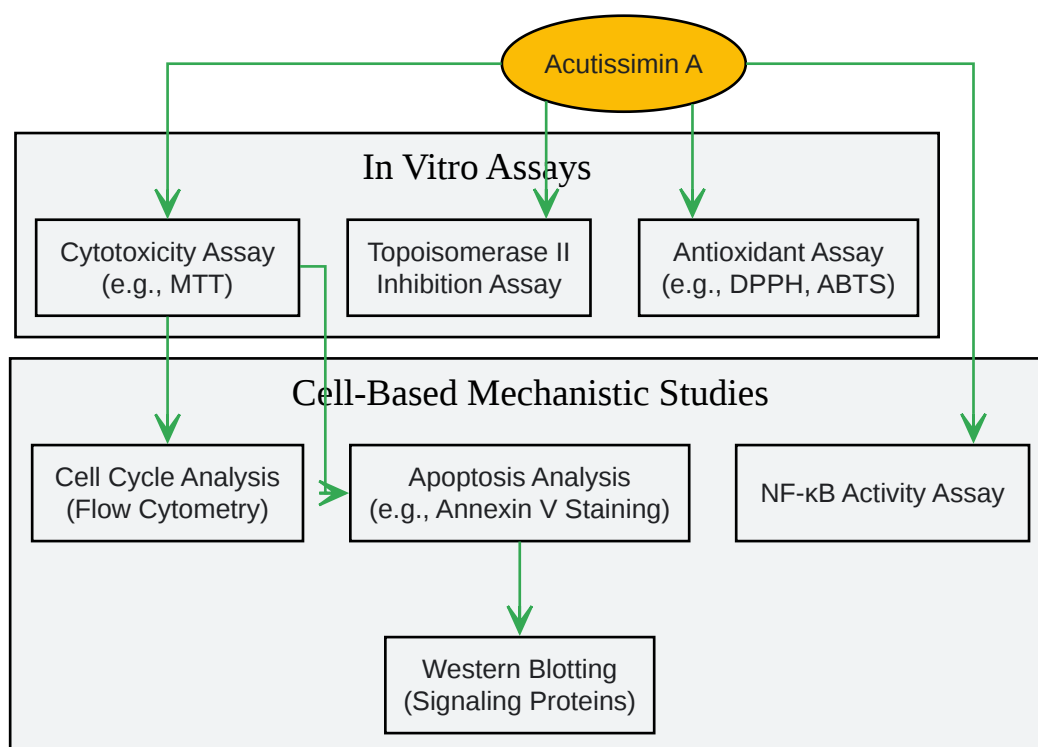 Acutissimin A
In Vitro Assays
Cytotoxicity Assay
(e.g., MTT)
Topoisomerase II
Inhibition Assay
Antioxidant Assay
(e.g., DPPH, ABTS)
Cell-Based Mechanistic Studies
Cell Cycle Analysis
(Flow Cytometry)
Apoptosis Analysis
(e.g., Annexin V Staining)
NF-κB Activity Assay
Western Blotting
(Signaling Proteins)